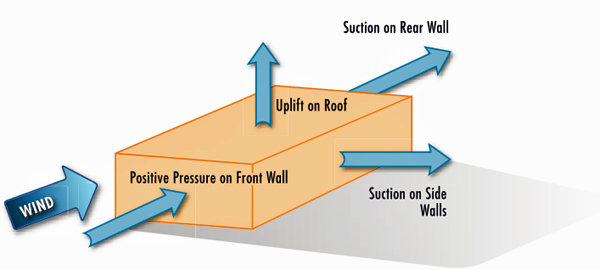 Suction on Rear Wall
Uplift on Roof
Positive Pressure on Front Wall
Suction on Side
Walls
WIND